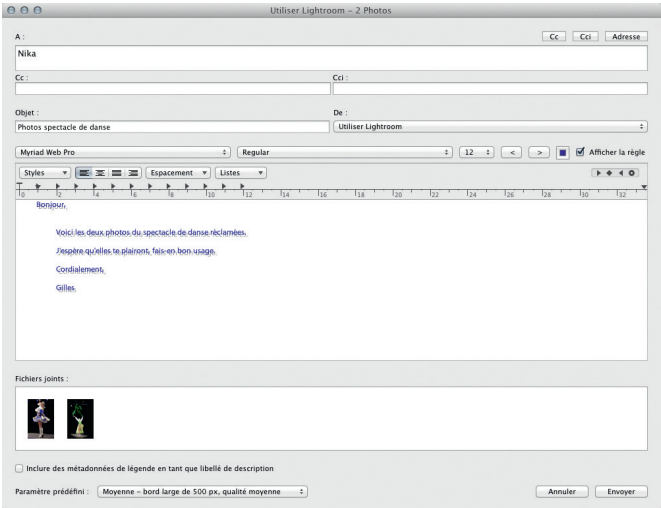 Utiliser Lightroom – 2 Photos
A :
Cc
Cci
Adresse
Nika
Cc :
Cci :
Objet :
De :
Photos spectacle de danse
Utiliser Lightroom
Myriad Web Pro
Regular
12
<
>
Afficher la règle
Styles
Espacement
Listes
0 2 4 6 8 10 12 14 16 18 20 22 24 26 28 30 32
Bonjour,
Voici les deux photos du spectacle de danse réclamées,
J'espère qu'elles te plairont, fais-en bon usage.
Cordialement,
Gilles.
Fichiers joints :
Inclure des métadonnées de légende en tant que libellé de description
Paramètre prédéfini :
Moyenne – bord large de 500 px, qualité moyenne
Annuler
Envoyer